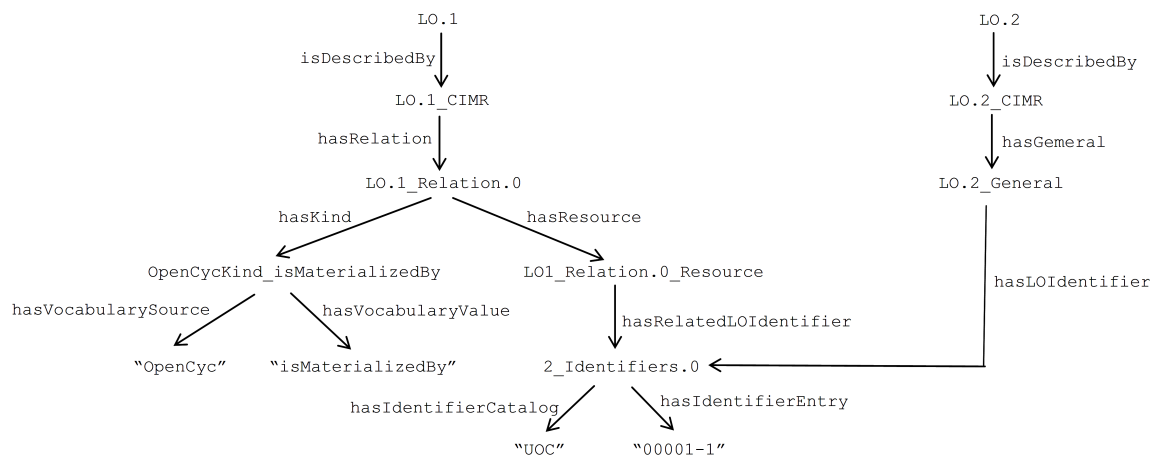 LO.1
LO.2
isDescribedBy
isDescribedBy
LO.1_CIMR
LO.2_CIMR
hasRelation
hasGemeral
LO.1_Relation.0
LO.2_General
hasKind
hasResource
OpenCycKind_isMaterializedBy
LO1_Relation.0_Resource
hasLOIdentifier
hasVocabularySource
hasVocabularyValue
hasRelatedLOIdentifier
“OpenCyc”
“isMaterializedBy”
2_Identifiers.0
hasIdentifierCatalog
hasIdentifierEntry
“UOC”
“00001-1”